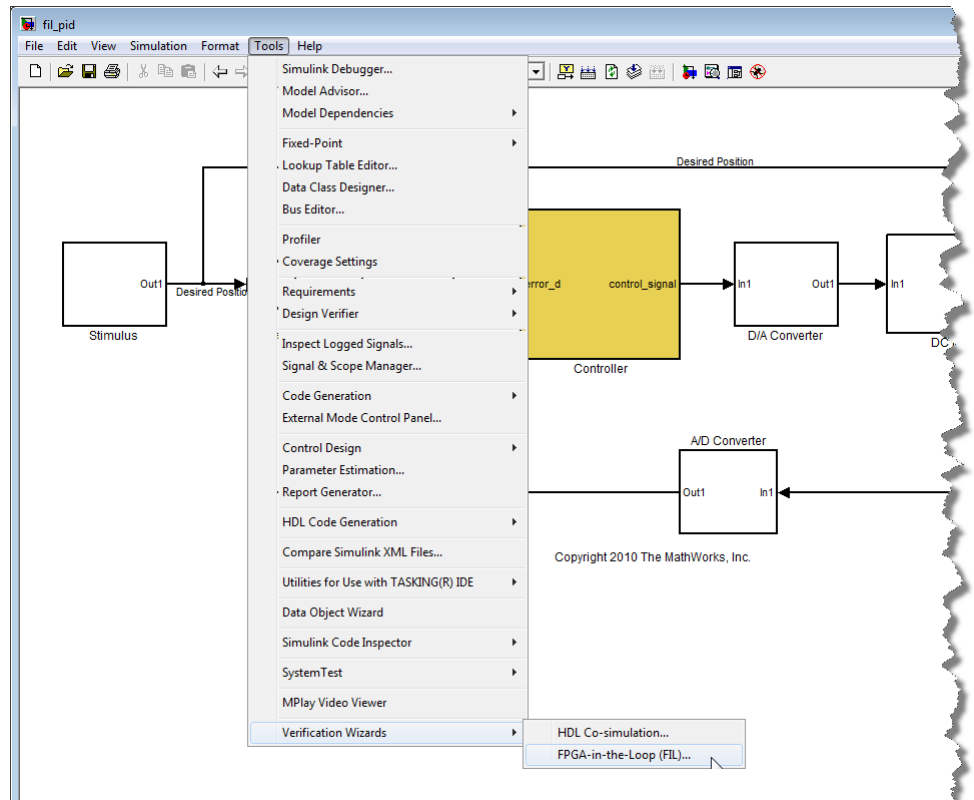 fil_pid
File Edit View Simulation Format Tools Help
Simulink Debugger...
Model Advisor...
Model Dependencies
Fixed-Point
Lookup Table Editor...
Data Class Designer...
Bus Editor...
Profiler
Coverage Settings
Requirements
Design Verifier
Inspect Logged Signals...
Signal & Scope Manager...
Code Generation
External Mode Control Panel...
Control Design
Parameter Estimation...
Report Generator...
HDL Code Generation
Compare Simulink XML Files...
Utilities for Use with TASKING(R) IDE
Data Object Wizard
Simulink Code Inspector
SystemTest
MPlay Video Viewer
Verification Wizards
HDL Co-simulation...
FPGA-in-the-Loop (FIL)...
Desired Position
Out1
Desired Positio
Stimulus
error_d control_signal
Controller
In1 Out1
D/A Converter
In1
DC
A/D Converter
Out1 In1
Copyright 2010 The MathWorks, Inc.